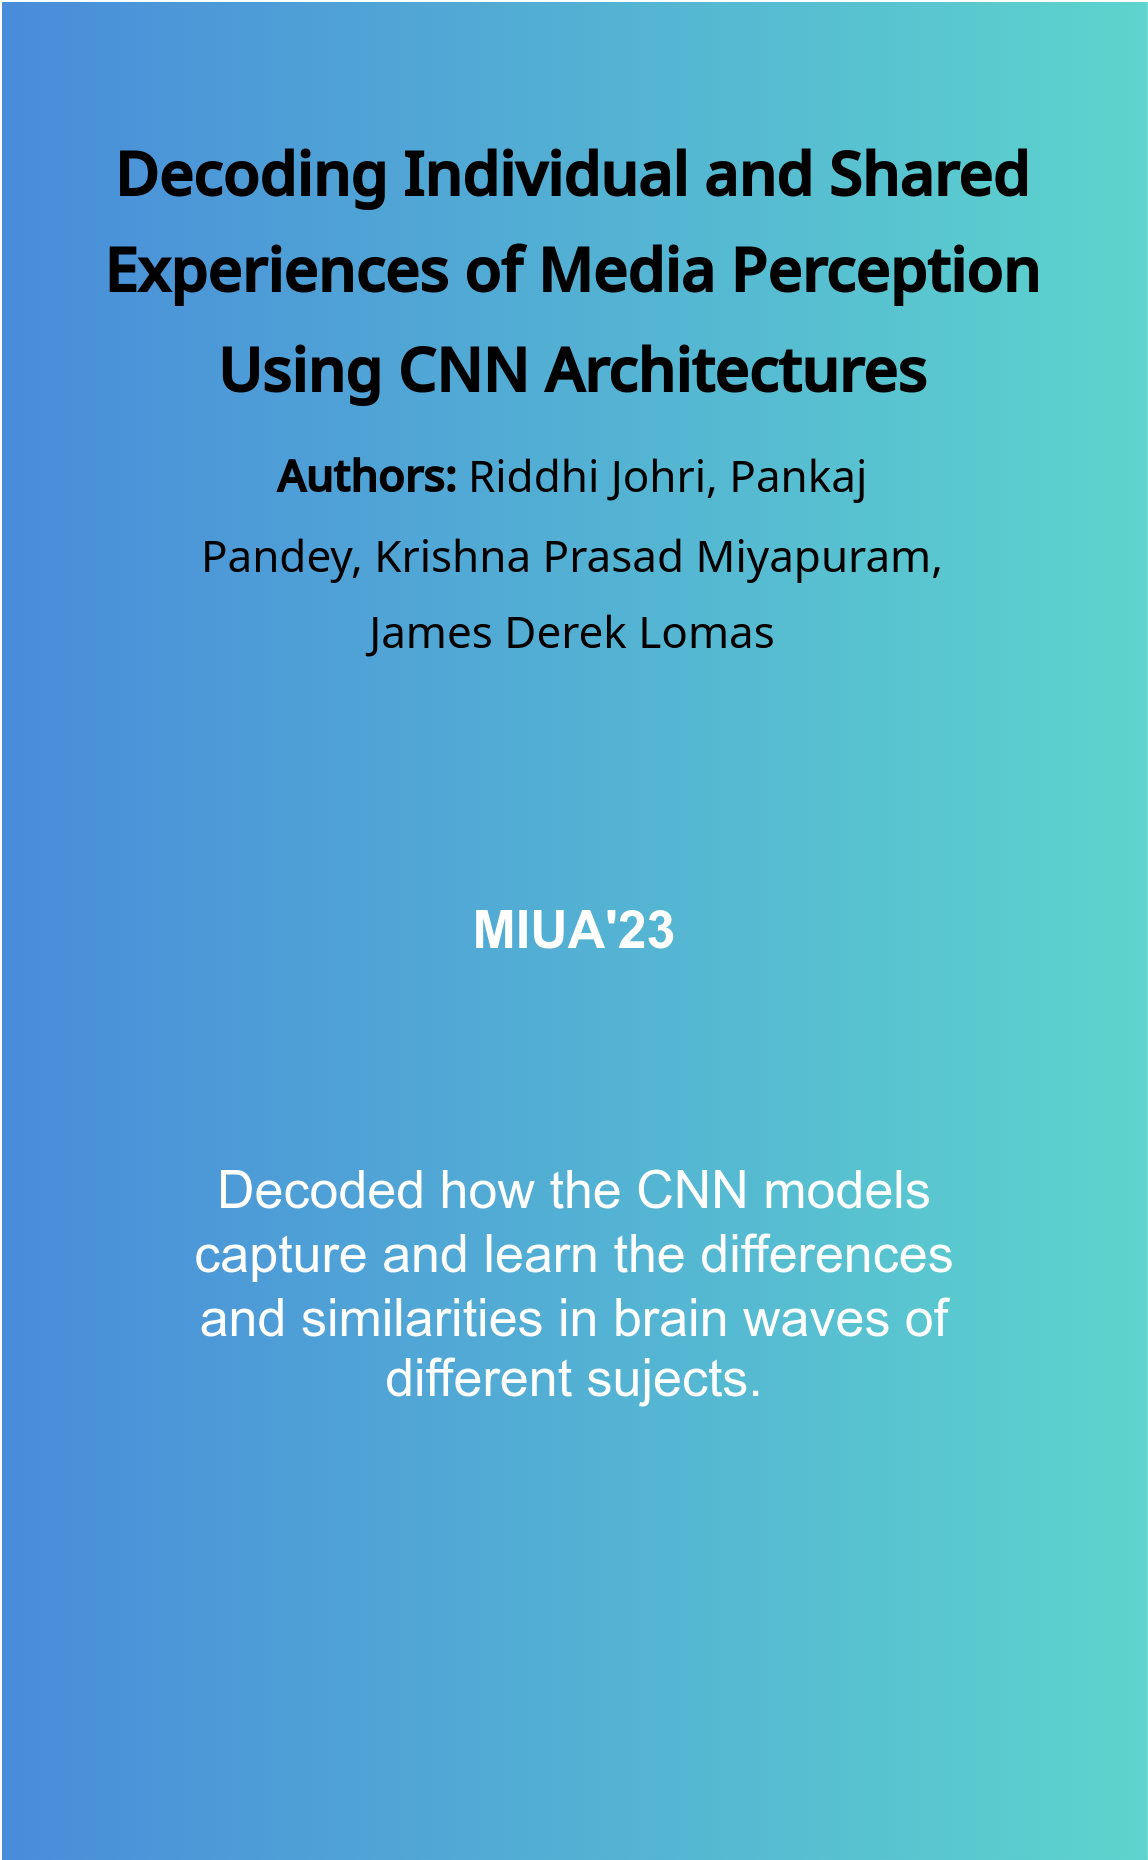 Decoding Individual and Shared
Experiences of Media Perception
Using CNN Architectures
Authors: Riddhi Johri, Pankaj
Pandey, Krishna Prasad Miyapuram,
James Derek Lomas
MIUA'23
Decoded how the CNN models
capture and learn the differences
and similarities in brain waves of
different sujects.